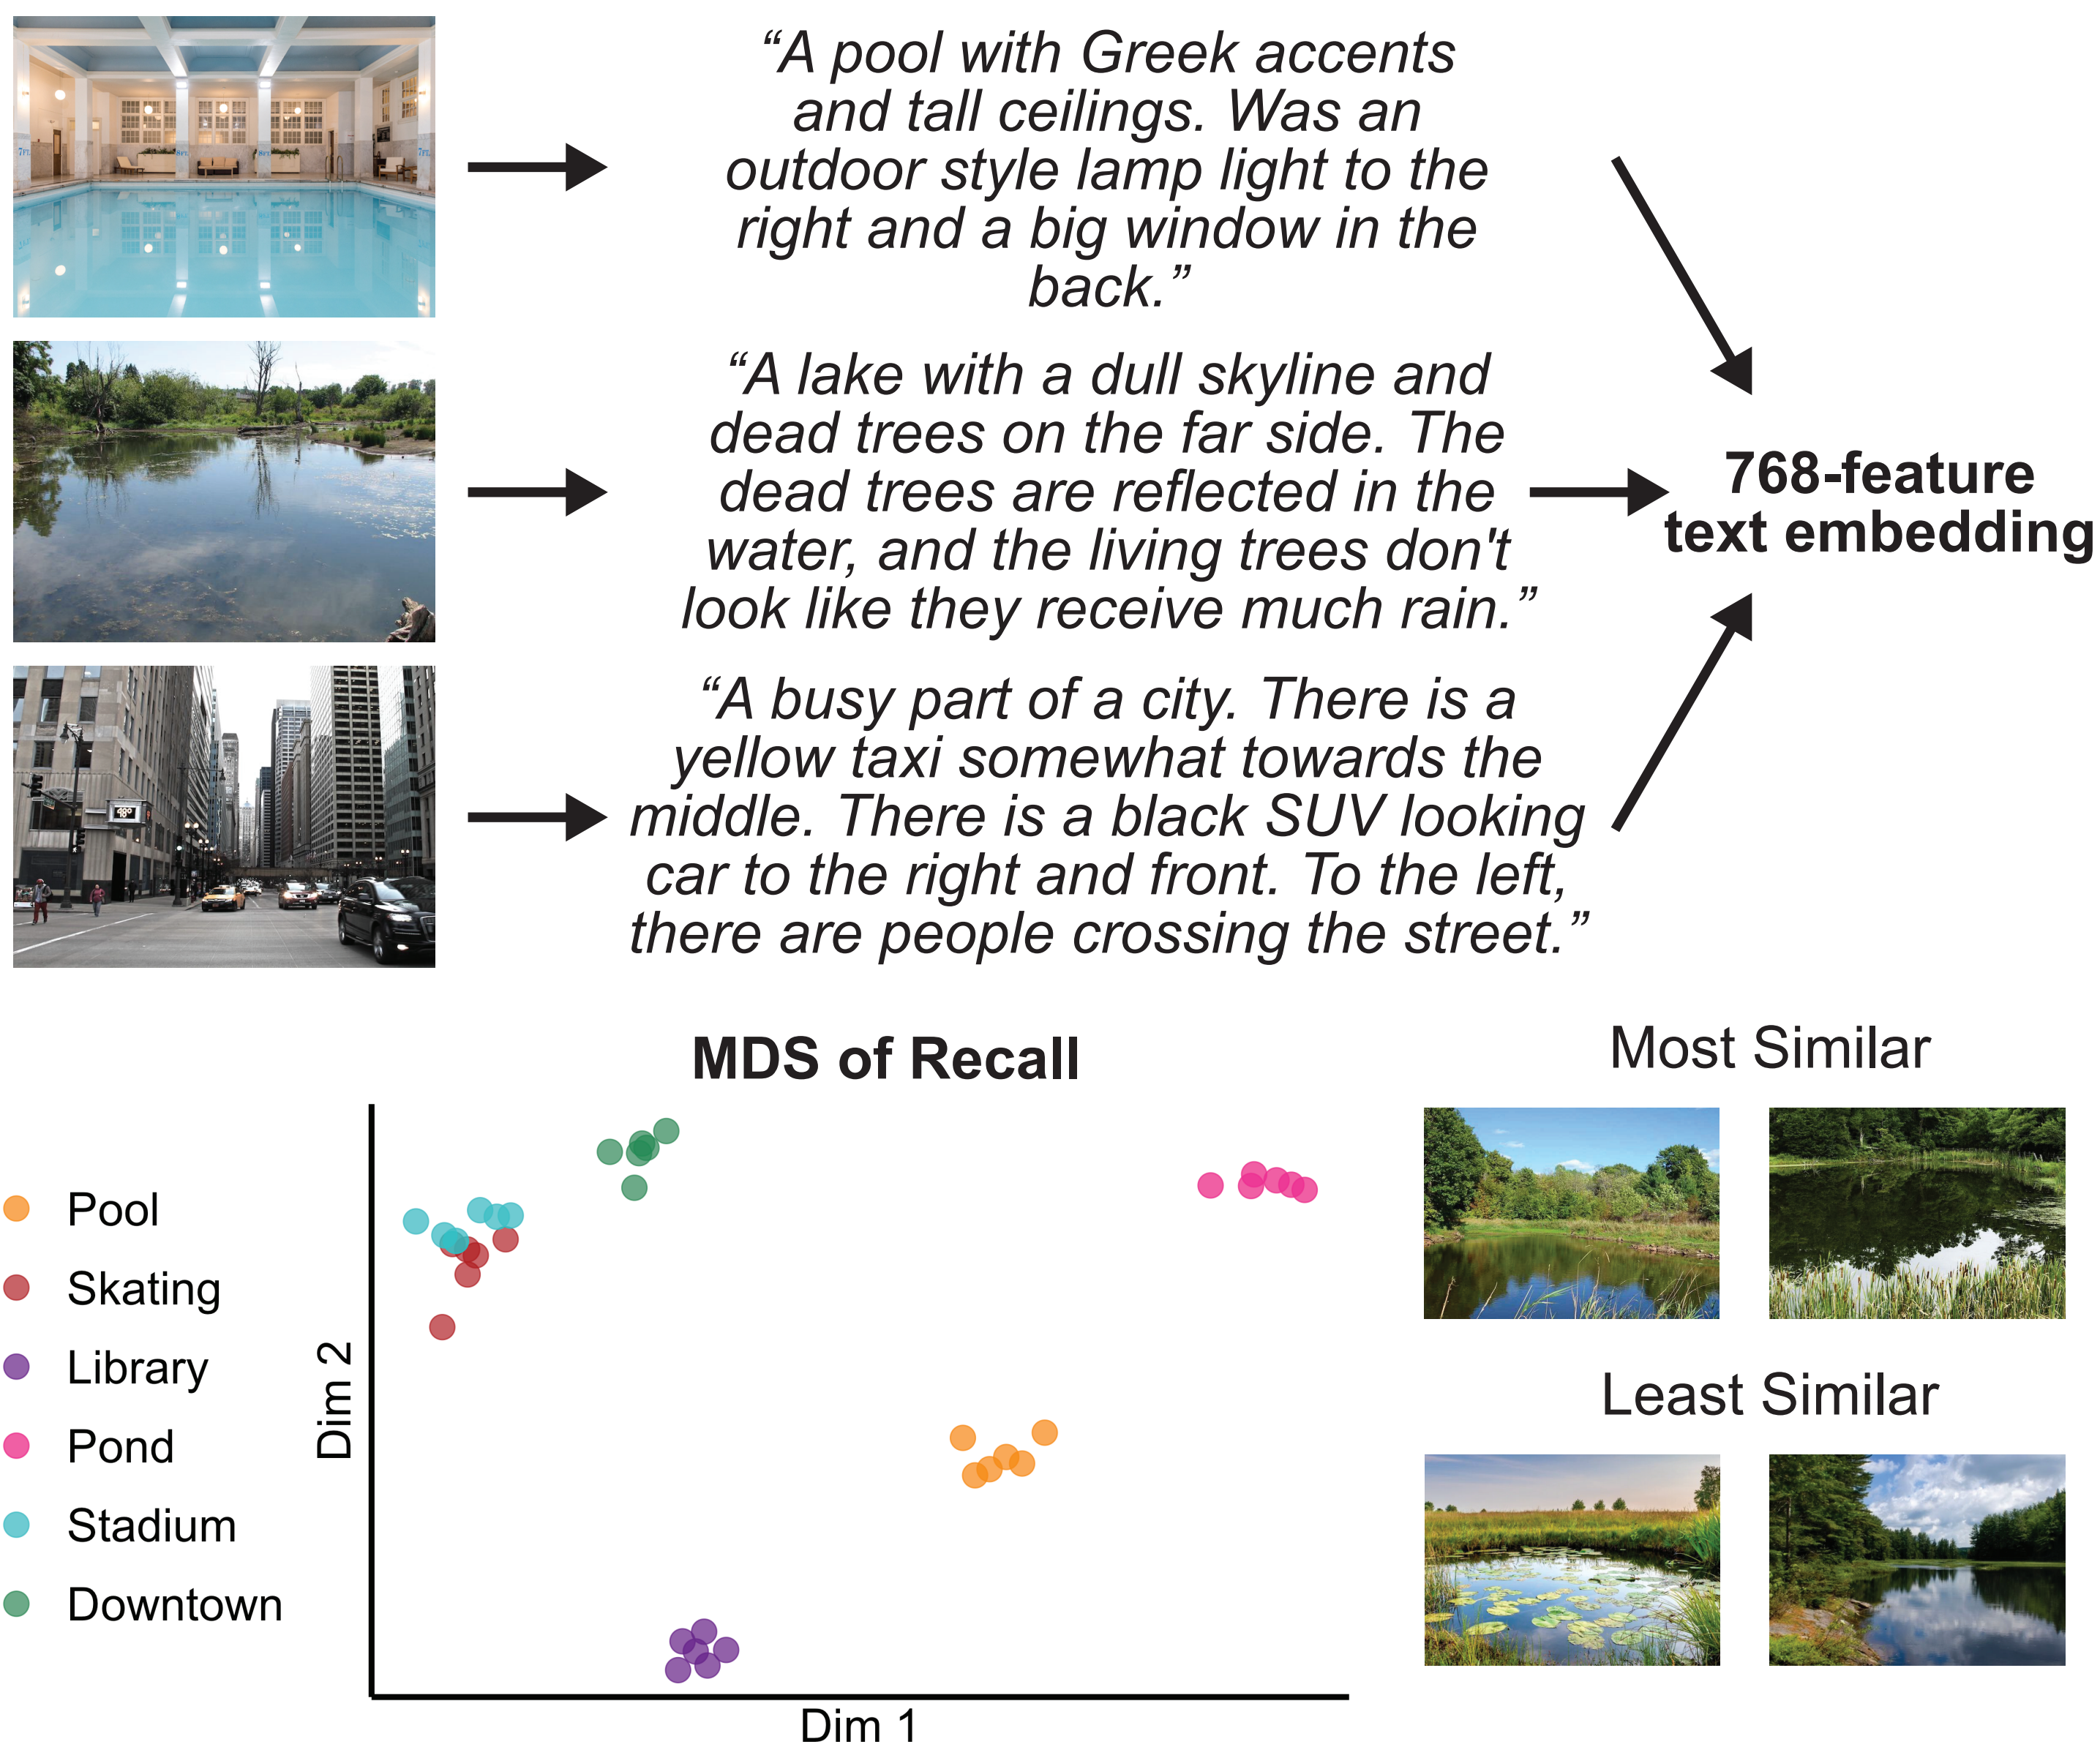 “A pool with Greek accents
and tall ceilings. Was an
outdoor style lamp light to the
right and a big window in the
back.”
“A lake with a dull skyline and
dead trees on the far side. The
dead trees are reflected in the
water, and the living trees don't
look like they receive much rain.”
“A busy part of a city. There is a
yellow taxi somewhat towards the
middle. There is a black SUV looking
car to the right and front. To the left,
there are people crossing the street.”
768-feature
text embedding
MDS of Recall
Pool
Skating
Library
Pond
Stadium
Downtown
Dim 2
Dim 1
Most Similar
Least Similar